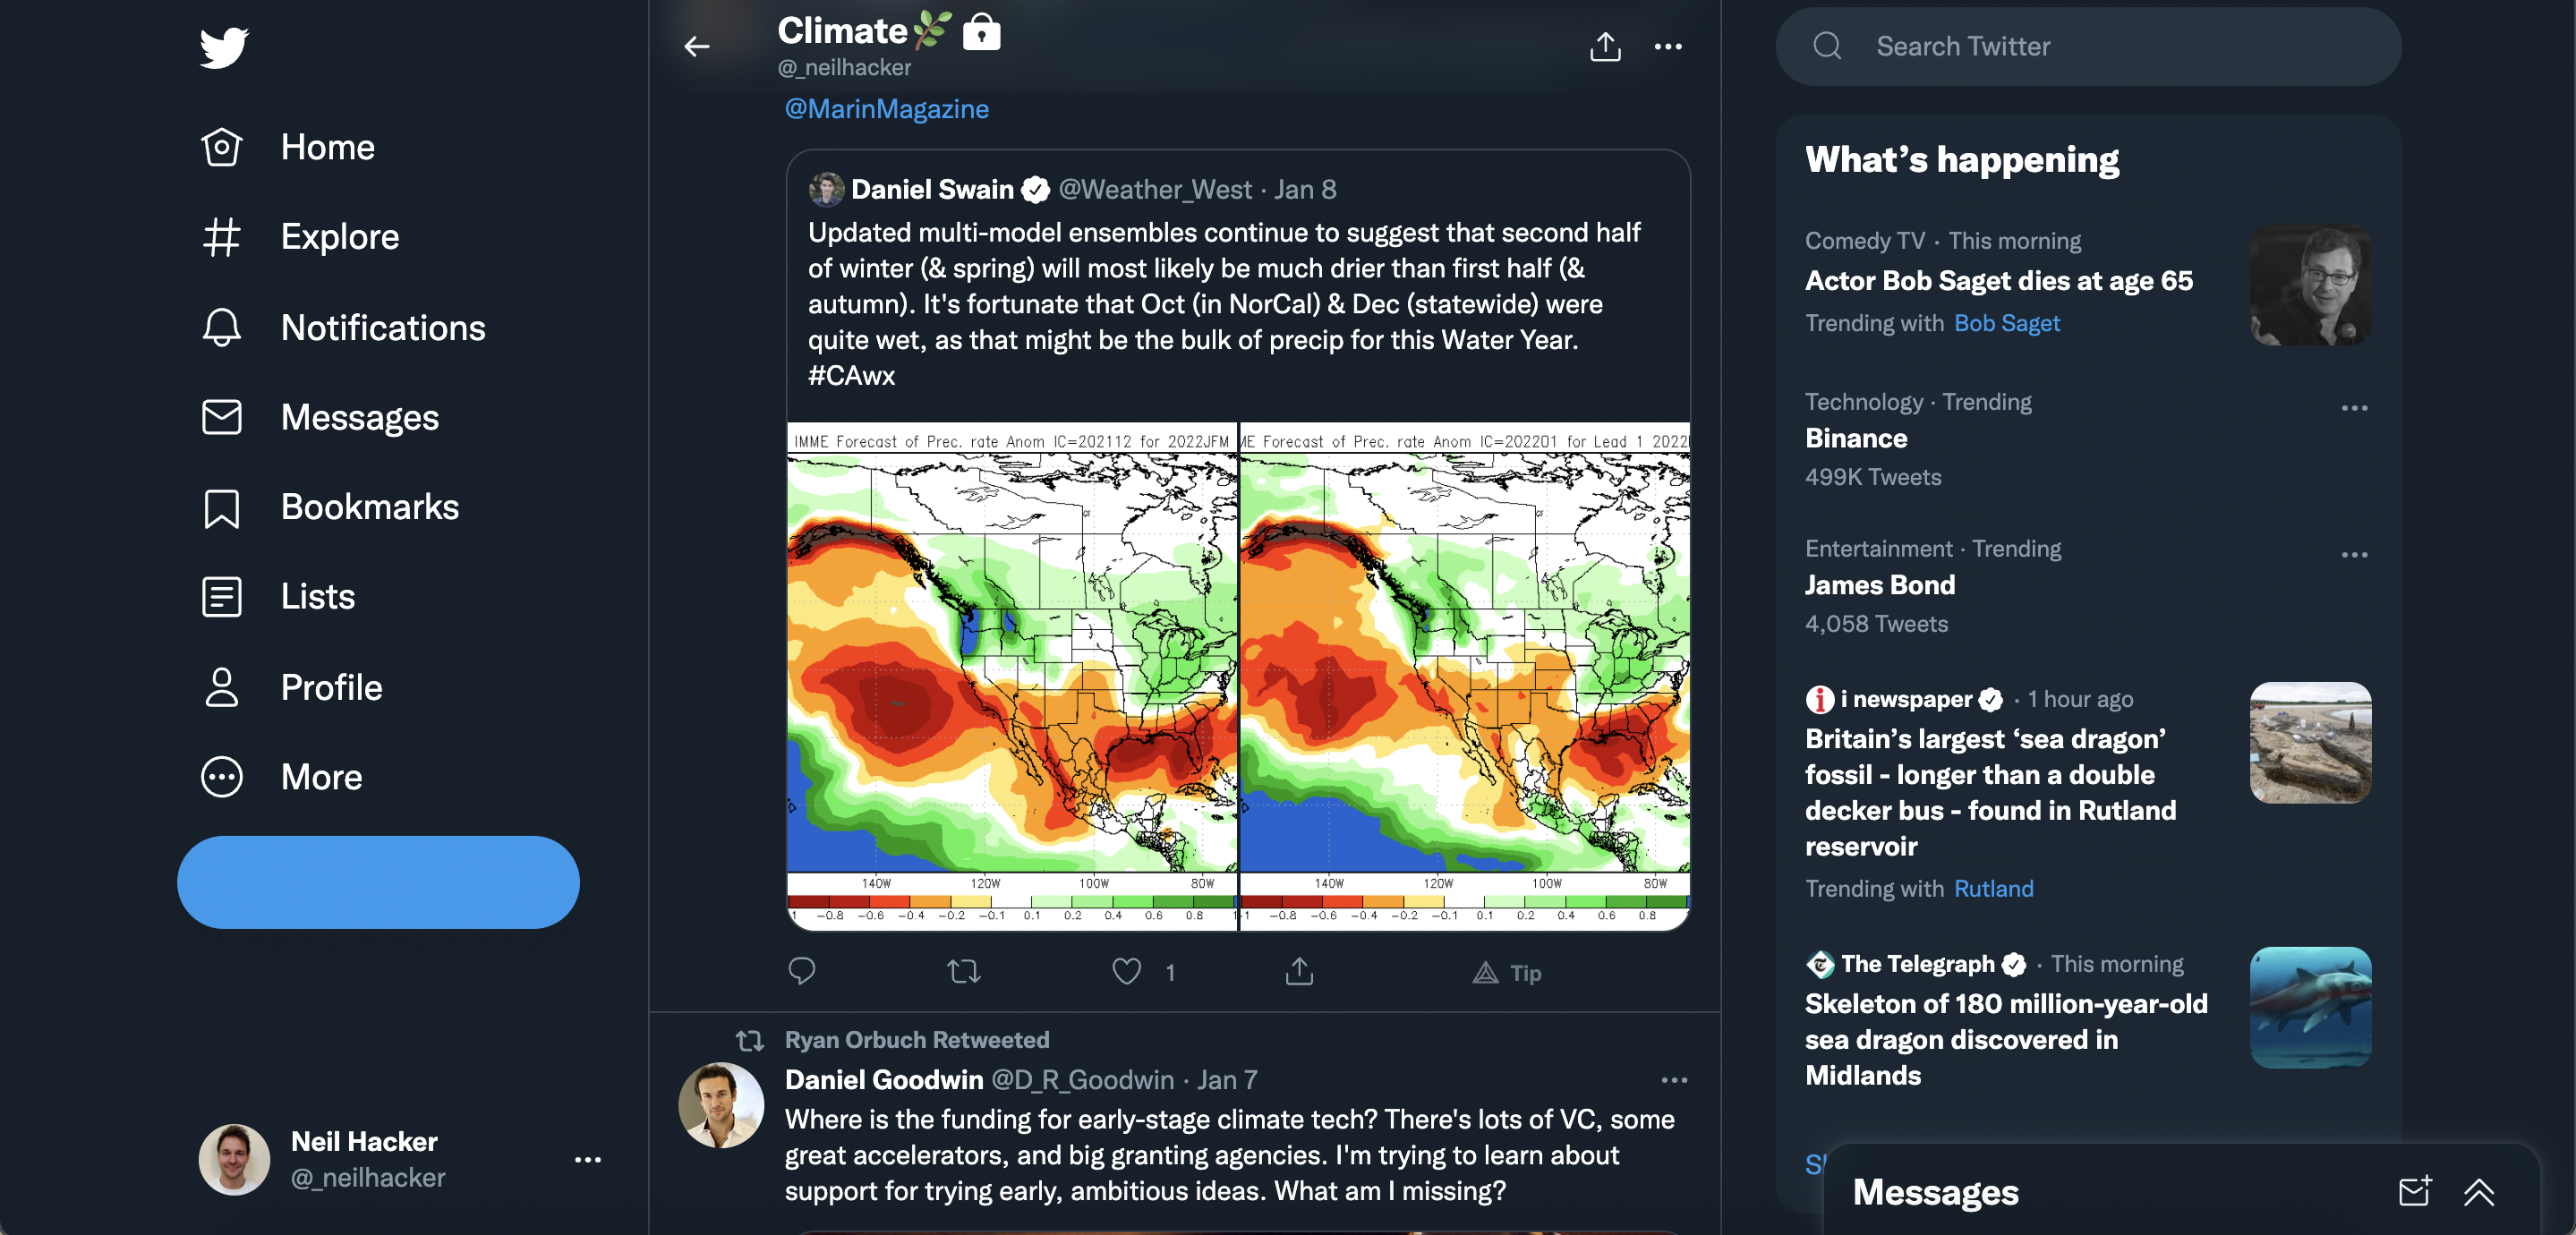 Home
Explore
Notifications
Messages
Bookmarks
Lists
Profile
More
Neil Hacker
@_neilhacker
Climate
@_neilhacker
@MarinMagazine
Daniel Swain @Weather_West · Jan 8
Updated multi-model ensembles continue to suggest that second half
of winter (& spring) will most likely be much drier than first half (&
autumn). It's fortunate that Oct (in NorCal) & Dec (statewide) were
quite wet, as that might be the bulk of precip for this Water Year.
#CAwx
IMME Forecast of Prec. rate Anom IC=202112 for 2022JFM
ME Forecast of Prec. rate Anom IC=202201 for Lead 1 2022
140W 120W 100W 80W
-0.8 -0.6 -0.4 -0.2 -0.1 0.1 0.2 0.4 0.6 0.8
140W 120W 100W 80W
-0.8 -0.6 -0.4 -0.2 -0.1 0.1 0.2 0.4 0.6 0.8
1
Tip
Ryan Orbuch Retweeted
Daniel Goodwin @D_R_Goodwin · Jan 7
Where is the funding for early-stage climate tech? There's lots of VC, some
great accelerators, and big granting agencies. I'm trying to learn about
support for trying early, ambitious ideas. What am I missing?
Search Twitter
What’s happening
Comedy TV · This morning
Actor Bob Saget dies at age 65
Trending with Bob Saget
Technology · Trending
Binance
499K Tweets
Entertainment · Trending
James Bond
4,058 Tweets
i newspaper · 1 hour ago
Britain’s largest ‘sea dragon’
fossil - longer than a double
decker bus - found in Rutland
reservoir
Trending with Rutland
The Telegraph · This morning
Skeleton of 180 million-year-old
sea dragon discovered in
Midlands
Messages